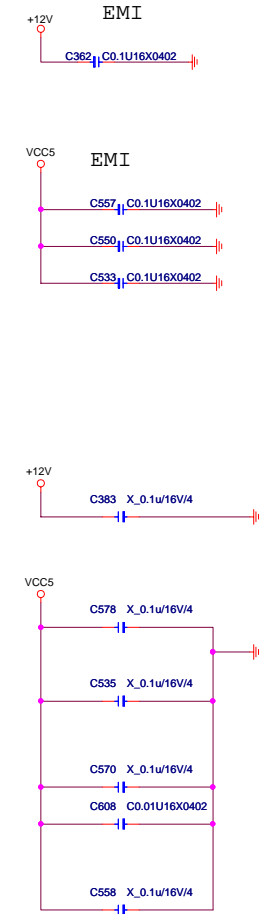 EMI
+12V
C362 C0.1U16X0402
VCC5
EMI
C557 C0.1U16X0402
C550 C0.1U16X0402
C533 C0.1U16X0402
+12V
C383 X_0.1u/16V/4
VCC5
C578 X_0.1u/16V/4
C535 X_0.1u/16V/4
C570 X_0.1u/16V/4
C608 C0.01U16X0402
C558 X_0.1u/16V/4